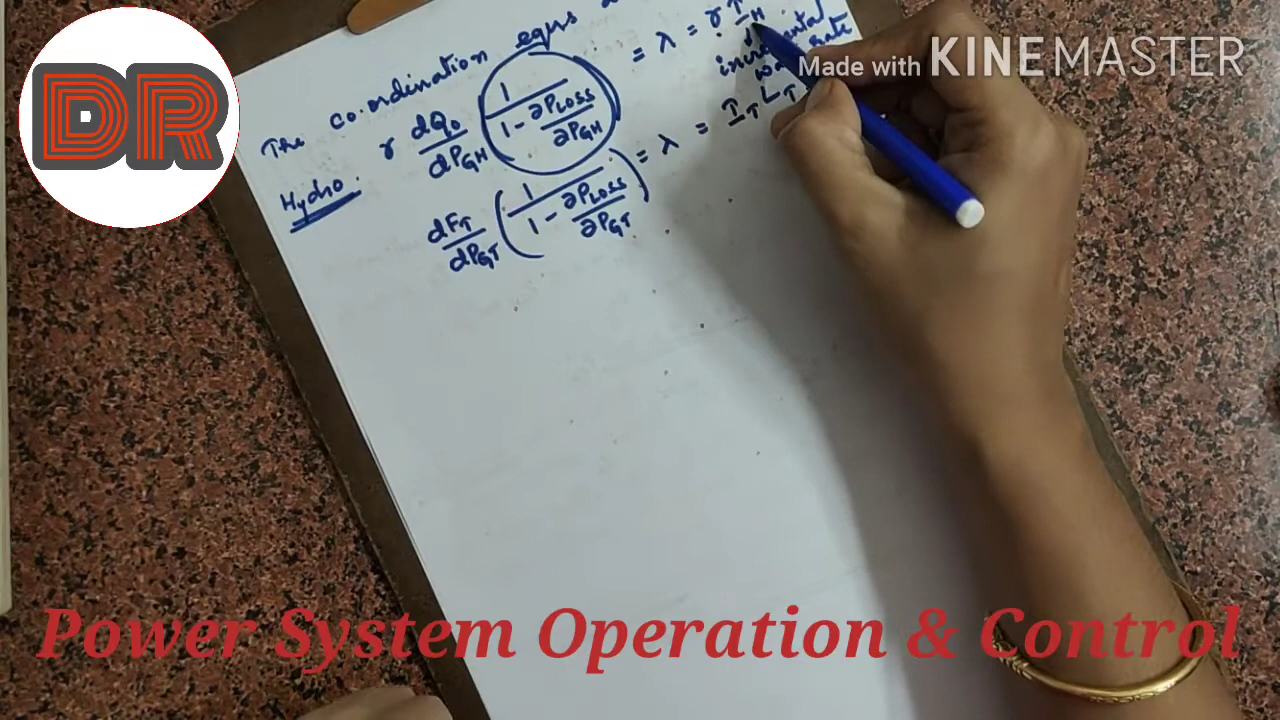 DR
Made with KINEMASTER
The co.ordination eqns
Hydro. γ dQ₀/dPGH 1/(1 - ∂PLOSS/∂PGH) = λ = γ
incremental
rate
dFT/dPGT (1/(1 - ∂PLOSS/∂PGT)) = λ =
Power System Operation & Control